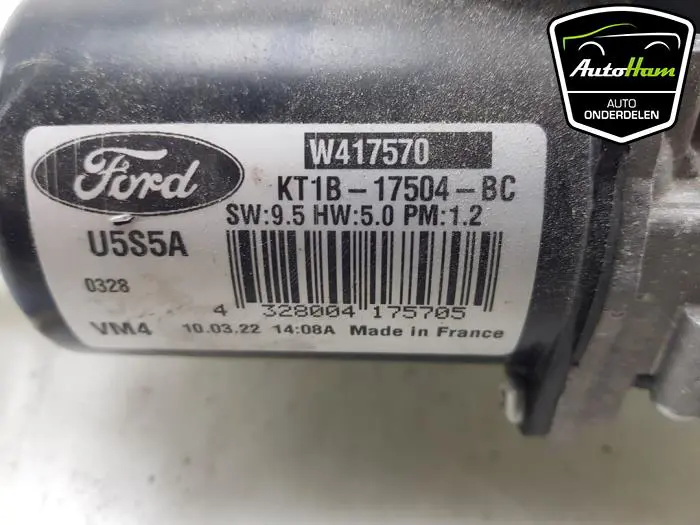 AutoHam
AUTO
ONDERDELEN
Ford
W417570
KT1B-17504-BC
SW:9.5 HW:5.0 PM:1.2
U5S5A
0328
4 328004 175705
VM4 10.03.22 14:08A Made in France